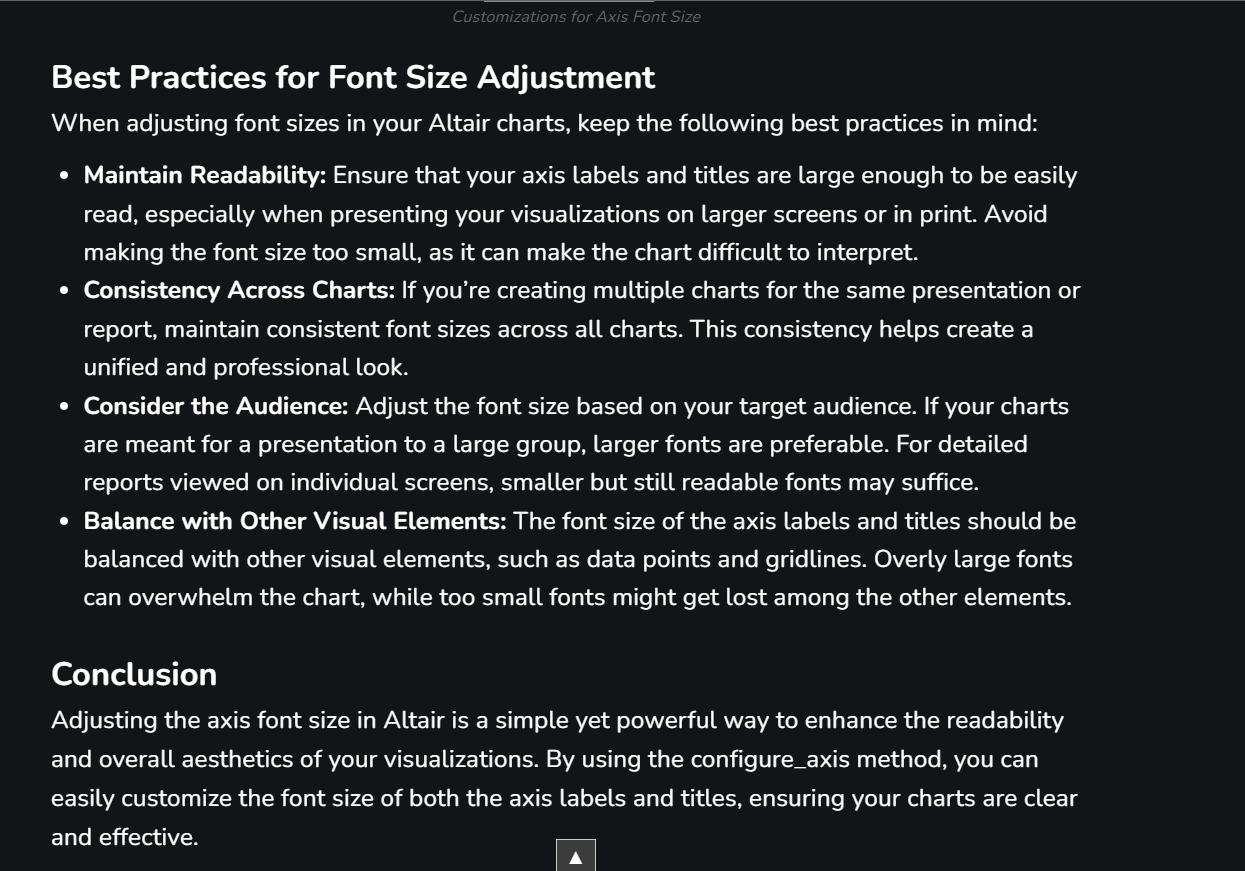 Customizations for Axis Font Size
Best Practices for Font Size Adjustment
When adjusting font sizes in your Altair charts, keep the following best practices in mind:
• Maintain Readability: Ensure that your axis labels and titles are large enough to be easily
read, especially when presenting your visualizations on larger screens or in print. Avoid
making the font size too small, as it can make the chart difficult to interpret.
• Consistency Across Charts: If you’re creating multiple charts for the same presentation or
report, maintain consistent font sizes across all charts. This consistency helps create a
unified and professional look.
• Consider the Audience: Adjust the font size based on your target audience. If your charts
are meant for a presentation to a large group, larger fonts are preferable. For detailed
reports viewed on individual screens, smaller but still readable fonts may suffice.
• Balance with Other Visual Elements: The font size of the axis labels and titles should be
balanced with other visual elements, such as data points and gridlines. Overly large fonts
can overwhelm the chart, while too small fonts might get lost among the other elements.
Conclusion
Adjusting the axis font size in Altair is a simple yet powerful way to enhance the readability
and overall aesthetics of your visualizations. By using the configure_axis method, you can
easily customize the font size of both the axis labels and titles, ensuring your charts are clear
and effective.